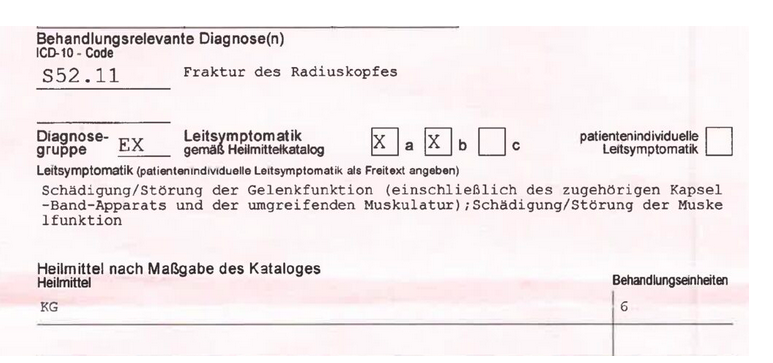 Behandlungsrelevante Diagnose(n)
ICD-10 - Code
S52.11 Fraktur des Radiuskopfes
Diagnose- Leitsymptomatik patientenindividuelle
gruppe EX gemäß Heilmittelkatalog X a X b c Leitsymptomatik
Leitsymptomatik (patientenindividuelle Leitsymptomatik als Freitext angeben)
Schädigung/Störung der Gelenkfunktion (einschließlich des zugehörigen Kapsel
-Band-Apparats und der umgreifenden Muskulatur);Schädigung/Störung der Muske
lfunktion
Heilmittel nach Maßgabe des Kataloges
Heilmittel Behandlungseinheiten
KG 6